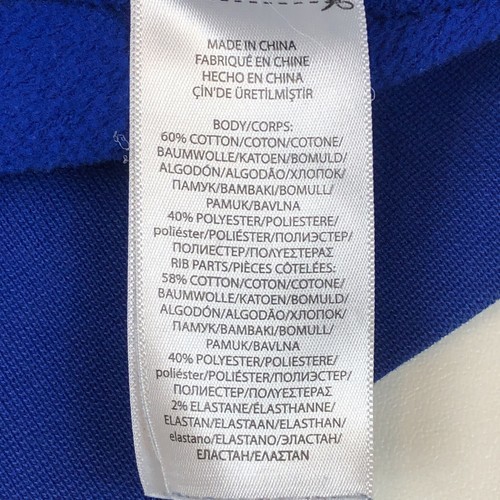 MADE IN CHINA
FABRIQUÉ EN CHINE
HECHO EN CHINA
ÇİN'DE ÜRETİLMİŞTİR
BODY/CORPS:
60% COTTON/COTON/COTONE/
BAUMWOLLE/KATOEN/BOMULD/
ALGODÓN/ALGODÃO/ХЛОПОК/
ПАМУК/BAMBAKI/BOMULL/
PAMUK/BAVLNA
40% POLYESTER/POLIESTERE/
poliéster/POLIÉSTER/ПОЛИЭСТЕР/
ПОЛИЕСТЕР/ΠΟΛΥΕΣΤΕΡΑΣ
RIB PARTS/PIÈCES CÔTELÉES:
58% COTTON/COTON/COTONE/
BAUMWOLLE/KATOEN/BOMULD/
ALGODÓN/ALGODÃO/ХЛОПОК/
ПАМУК/BAMBAKI/BOMULL/
PAMUK/BAVLNA
40% POLYESTER/POLIESTERE/
poliéster/POLIÉSTER/ПОЛИЭСТЕР/
ПОЛИЕСТЕР/ΠΟΛΥΕΣΤΕΡΑΣ
2% ELASTANE/ÉLASTHANNE/
ELASTAN/ELASTAAN/ELASTHAN/
elastano/ELASTANO/ЭЛАСТАН/
ЕЛАСТАН/ΕΛΑΣΤΑΝ